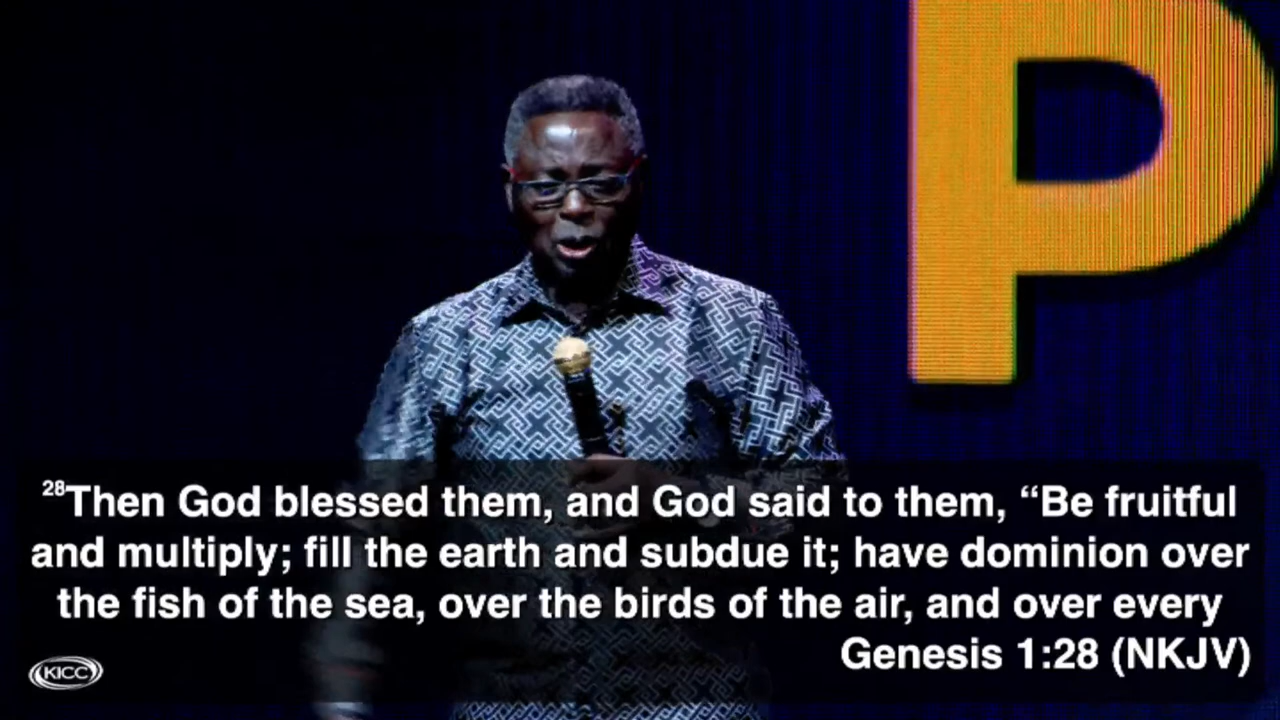 P
²⁸Then God blessed them, and God said to them, “Be fruitful
and multiply; fill the earth and subdue it; have dominion over
the fish of the sea, over the birds of the air, and over every
Genesis 1:28 (NKJV)
KICC